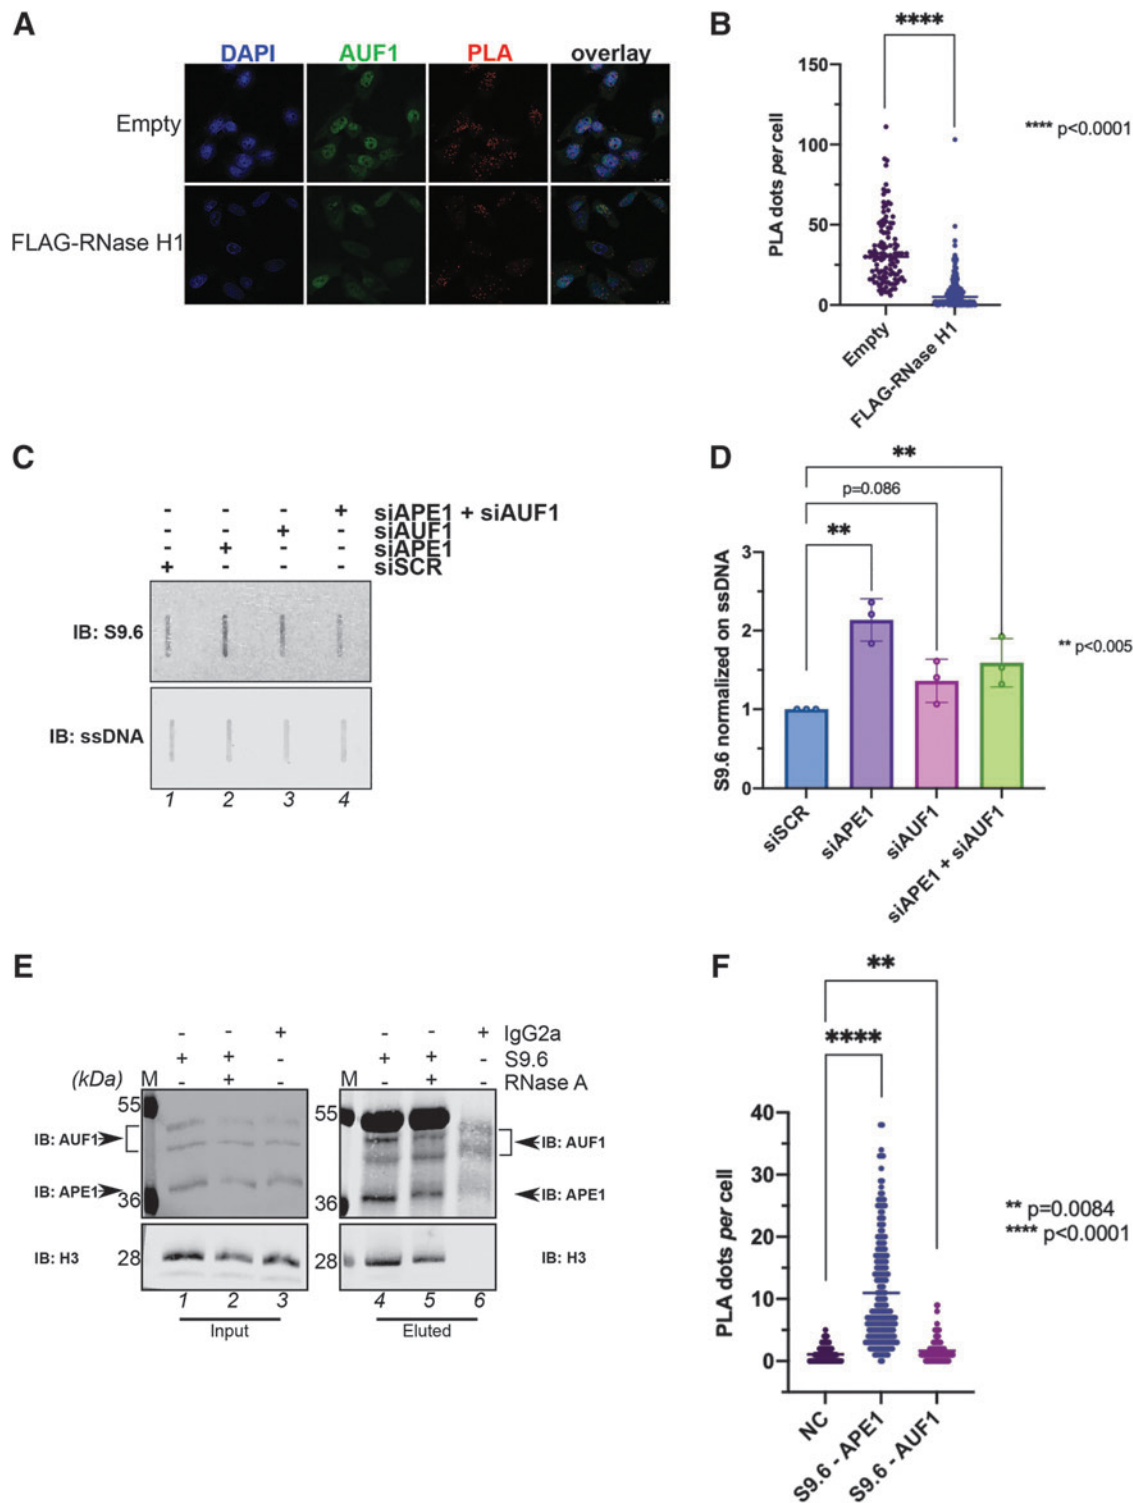 A
DAPI AUF1 PLA overlay
Empty
FLAG-RNase H1
B
****
**** p<0.0001
PLA dots per cell
150
100
50
0
Empty
FLAG-RNase H1
C
- - - + siAPE1 + siAUF1
- - + - siAUF1
- + - - siAPE1
+ - - - siSCR
IB: S9.6
IB: ssDNA
1 2 3 4
D
**
p=0.086
**
** p<0.005
S9.6 normalized on ssDNA
3
2
1
0
siSCR
siAPE1
siAUF1
siAPE1 + siAUF1
E
- - + - - + IgG2a
+ + - + + - S9.6
(kDa) M - + - M - + - RNase A
55 55
IB: AUF1 IB: AUF1
IB: APE1 36 36 IB: APE1
IB: H3 28 28 IB: H3
1 2 3 4 5 6
Input Eluted
F
**
****
** p=0.0084
**** p<0.0001
PLA dots per cell
40
30
20
10
0
NC
S9.6 - APE1
S9.6 - AUF1